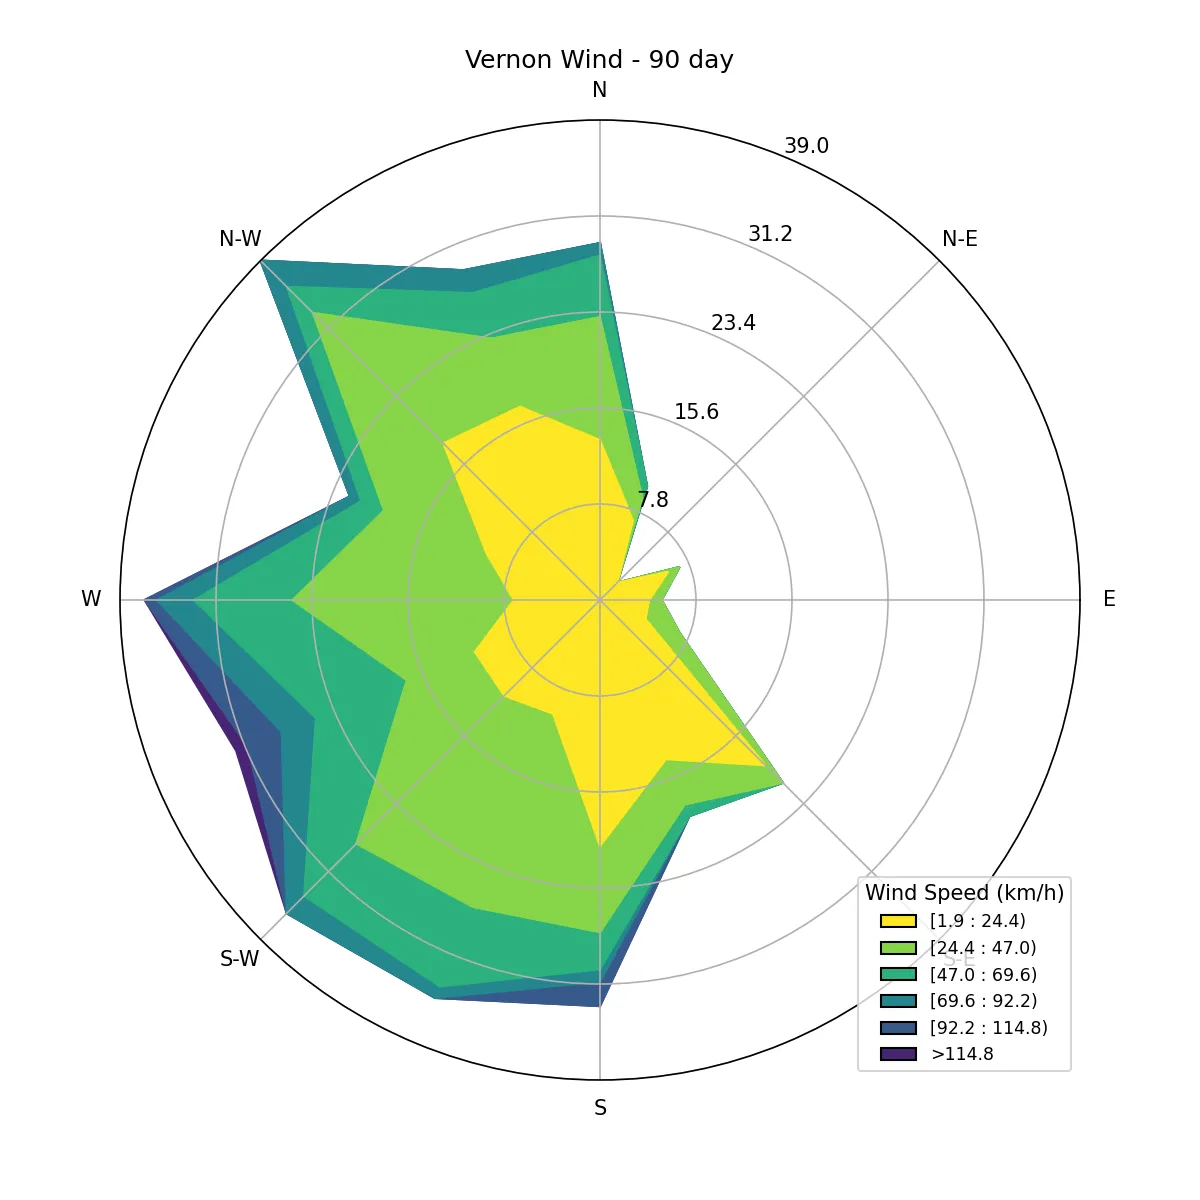 Vernon Wind - 90 day
N
39.0
31.2
N-W
N-E
23.4
15.6
7.8
W
E
S-W
S-E
S
Wind Speed (km/h)
[1.9 : 24.4)
[24.4 : 47.0)
[47.0 : 69.6)
[69.6 : 92.2)
[92.2 : 114.8)
>114.8